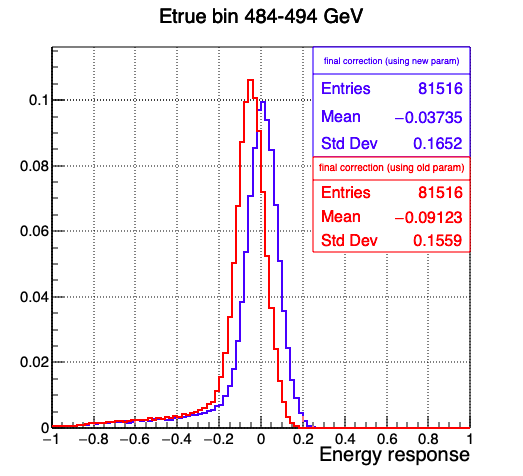 Etrue bin 484-494 GeV
final correction (using new param)
Entries 81516
Mean −0.03735
Std Dev 0.1652
final correction (using old param)
Entries 81516
Mean −0.09123
Std Dev 0.1559
0.1
0.08
0.06
0.04
0.02
0
−1 −0.8 −0.6 −0.4 −0.2 0 0.2 0.4 0.6 0.8 1
Energy response